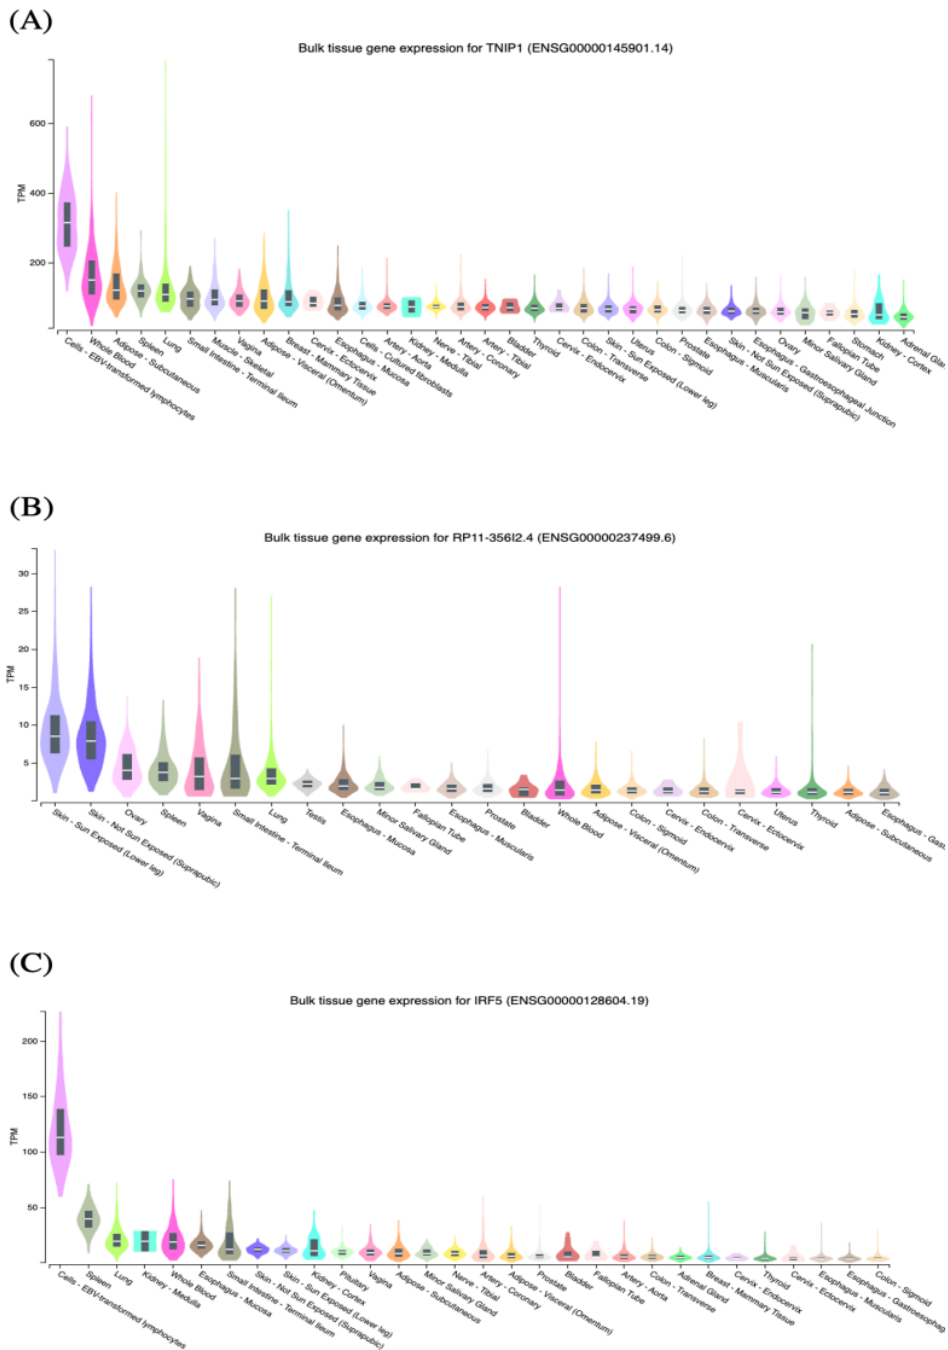 (A)
Bulk tissue gene expression for TNIP1 (ENSG00000145901.14)
TPM
600
400
200
Cells - EBV-transformed lymphocytes
Whole Blood
Adipose - Subcutaneous
Spleen
Lung
Small Intestine - Terminal Ileum
Muscle - Skeletal
Vagina
Adipose - Visceral (Omentum)
Breast - Mammary Tissue
Cervix - Ectocervix
Esophagus - Mucosa
Cells - Cultured fibroblasts
Artery - Aorta
Kidney - Medulla
Nerve - Tibial
Artery - Coronary
Artery - Tibial
Bladder
Thyroid
Cervix - Endocervix
Colon - Transverse
Skin - Sun Exposed (Lower leg)
Uterus
Colon - Sigmoid
Prostate
Esophagus - Muscularis
Skin - Not Sun Exposed (Suprapubic)
Esophagus - Gastroesophageal Junction
Ovary
Minor Salivary Gland
Fallopian Tube
Stomach
Kidney - Cortex
Adrenal Glan
(B)
Bulk tissue gene expression for RP11-356I2.4 (ENSG00000237499.6)
TPM
30
25
20
15
10
5
Skin - Sun Exposed (Lower leg)
Skin - Not Sun Exposed (Suprapubic)
Ovary
Spleen
Vagina
Small Intestine - Terminal Ileum
Lung
Testis
Esophagus - Mucosa
Minor Salivary Gland
Fallopian Tube
Esophagus - Muscularis
Prostate
Bladder
Whole Blood
Adipose - Visceral (Omentum)
Colon - Sigmoid
Cervix - Endocervix
Colon - Transverse
Cervix - Ectocervix
Uterus
Thyroid
Adipose - Subcutaneous
Esophagus - Gast
(C)
Bulk tissue gene expression for IRF5 (ENSG00000128604.19)
TPM
200
150
100
50
Cells - EBV-transformed lymphocytes
Spleen
Lung
Kidney - Medulla
Whole Blood
Esophagus - Mucosa
Small Intestine - Terminal Ileum
Skin - Not Sun Exposed (Suprapubic)
Skin - Sun Exposed (Lower leg)
Kidney - Cortex
Pituitary
Vagina
Adipose - Subcutaneous
Minor Salivary Gland
Nerve - Tibial
Artery - Coronary
Adipose - Visceral (Omentum)
Prostate
Bladder
Fallopian Tube
Artery - Aorta
Colon - Transverse
Adrenal Gland
Breast - Mammary Tissue
Cervix - Endocervix
Thyroid
Cervix - Ectocervix
Esophagus - Muscularis
Esophagus - Gastroesophag
Colon - Sigmoid